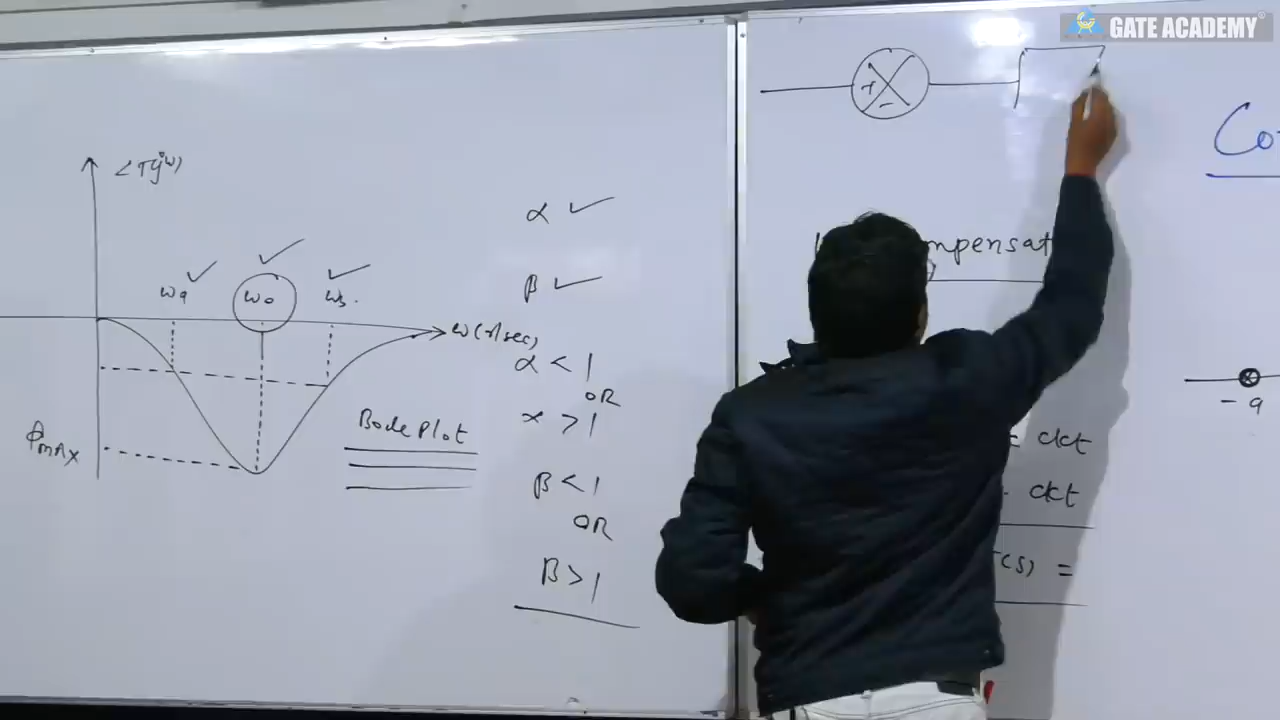 GATE ACADEMY
∠T(jω)
ωa ωo ωb
ω(r/sec)
ϕmax
Bode Plot
α ✓
β ✓
α < 1
OR
α > 1
β < 1
OR
β > 1
+
-
Co
mpensat
ckt
ckt
T(s) =
-a